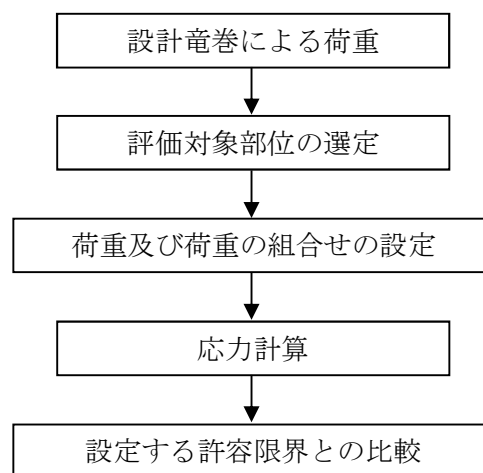 設計竜巻による荷重
評価対象部位の選定
荷重及び荷重の組合せの設定
応力計算
設定する許容限界との比較